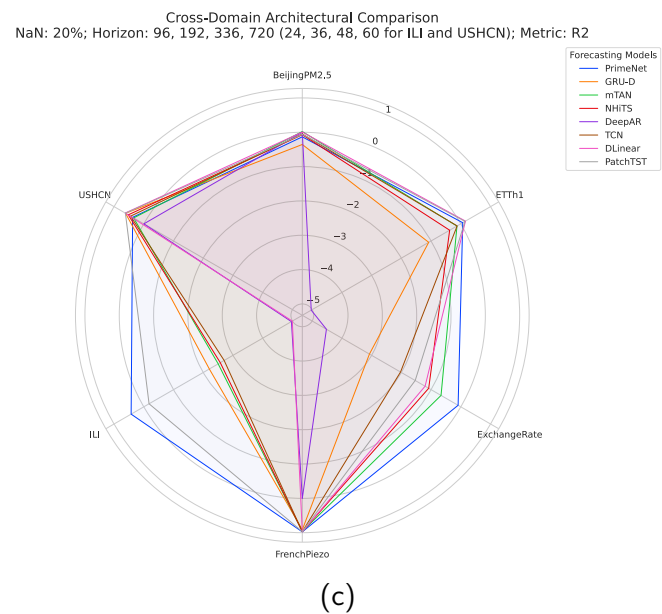 Cross-Domain Architectural Comparison
NaN: 20%; Horizon: 96, 192, 336, 720 (24, 36, 48, 60 for ILI and USHCN); Metric: R2
Forecasting Models
PrimeNet
GRU-D
mTAN
NHiTS
DeepAR
TCN
DLinear
PatchTST
BeijingPM2,5
1
0
-1
-2
-3
-4
-5
USHCN
ETTh1
ILI
ExchangeRate
FrenchPiezo
(c)